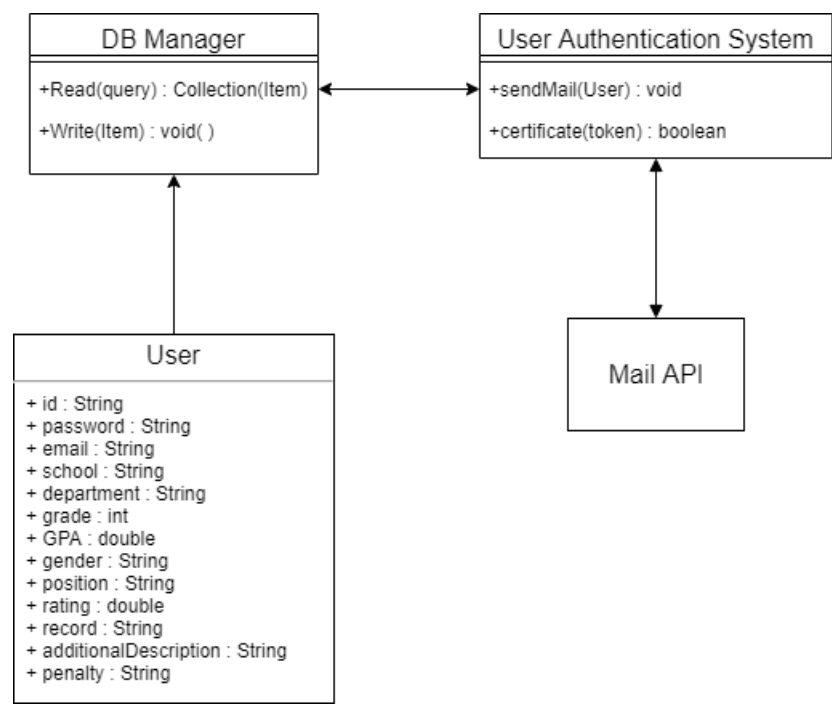 DB Manager
+Read(query) : Collection(Item)
+Write(Item) : void( )
User Authentication System
+sendMail(User) : void
+certificate(token) : boolean
User
+ id : String
+ password : String
+ email : String
+ school : String
+ department : String
+ grade : int
+ GPA : double
+ gender : String
+ position : String
+ rating : double
+ record : String
+ additionalDescription : String
+ penalty : String
Mail API